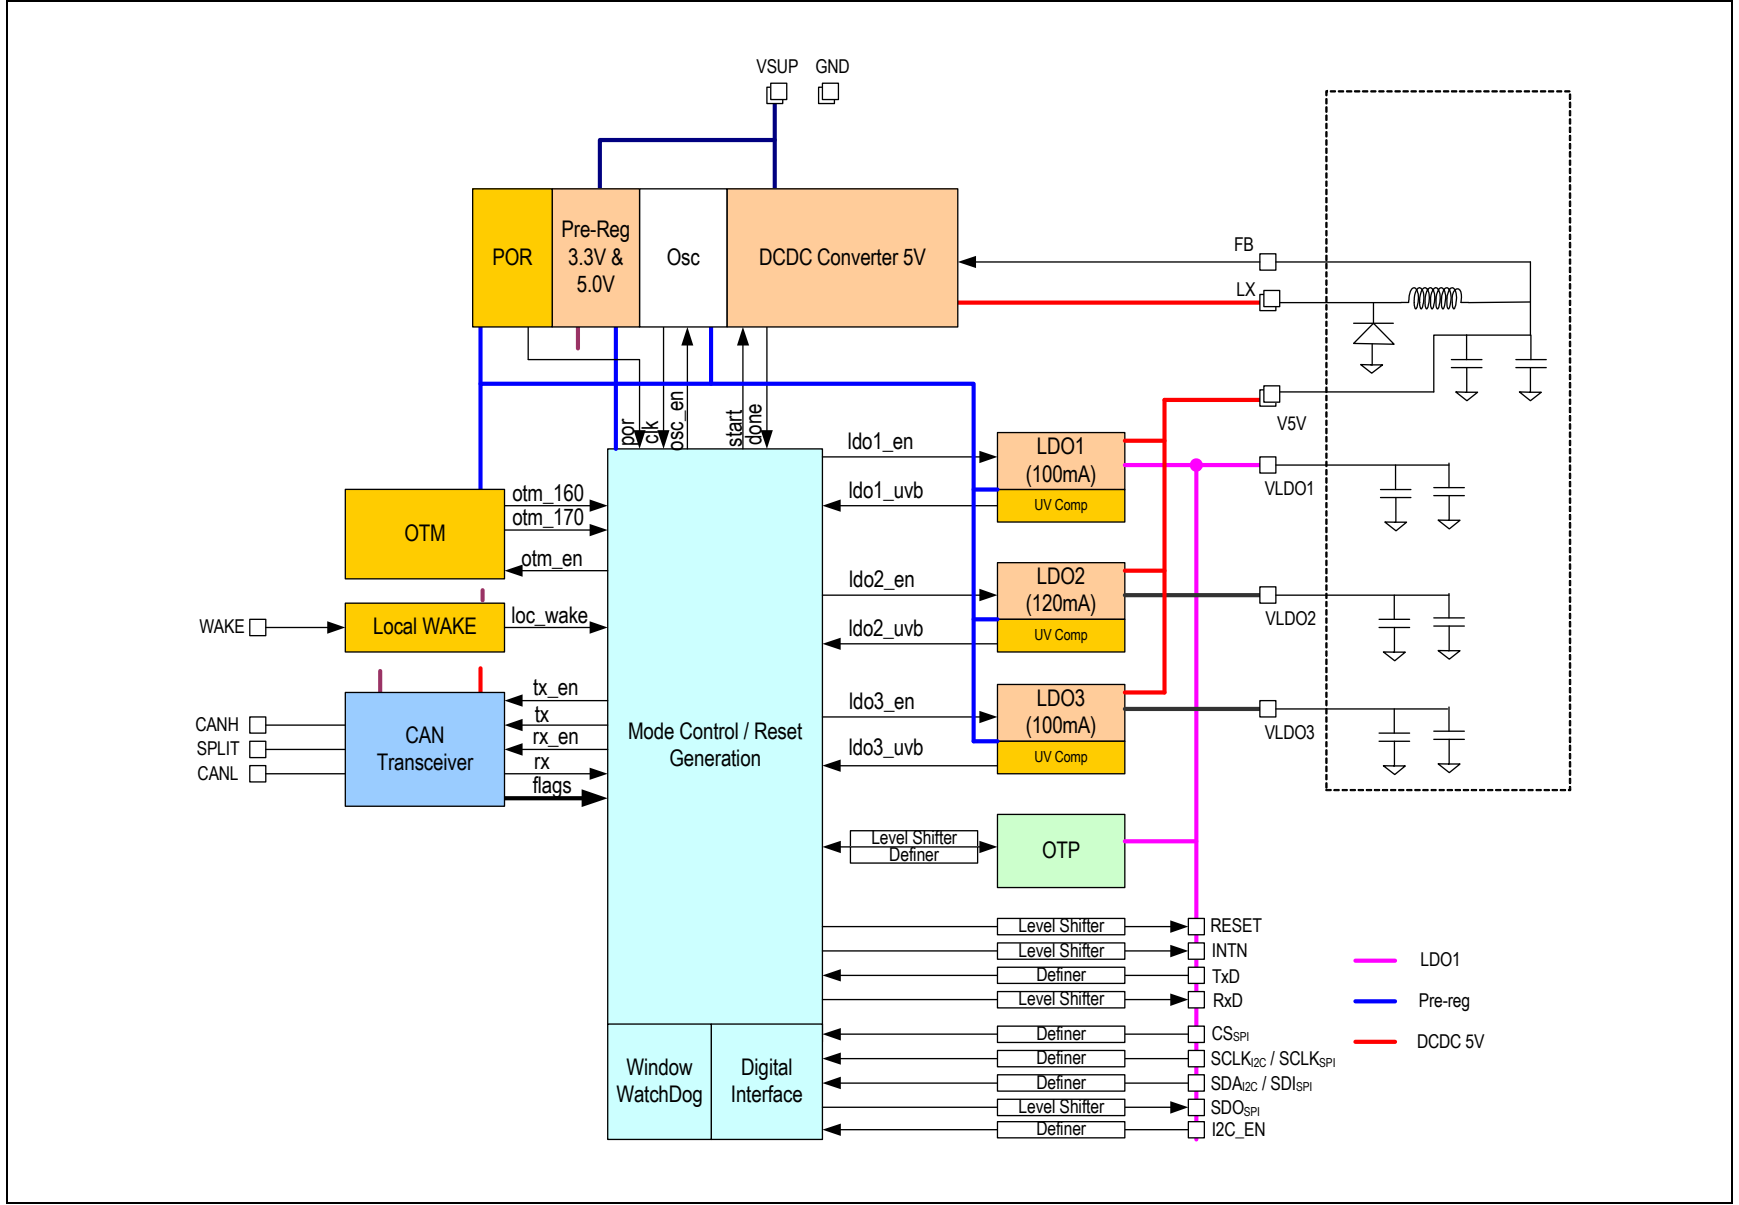 VSUP GND
POR
Pre-Reg
3.3V &
5.0V
Osc
DCDC Converter 5V
FB
LX
V5V
por
clk
osc_en
start
done
ldo1_en
LDO1
(100mA)
ldo1_uvb
UV Comp
VLDO1
OTM
otm_160
otm_170
otm_en
ldo2_en
LDO2
(120mA)
ldo2_uvb
UV Comp
VLDO2
WAKE
Local WAKE
loc_wake
ldo3_en
LDO3
(100mA)
ldo3_uvb
UV Comp
VLDO3
CANH
SPLIT
CANL
CAN
Transceiver
tx_en
tx
rx_en
rx
flags
Mode Control / Reset
Generation
Level Shifter
Definer
OTP
Level Shifter RESET
Level Shifter INTN
Definer TxD
Level Shifter RxD
Definer CSSPI
Definer SCLKI2C / SCLKSPI
Definer SDAI2C / SDISPI
Level Shifter SDOSPI
Definer I2C_EN
Window
WatchDog
Digital
Interface
LDO1
Pre-reg
DCDC 5V